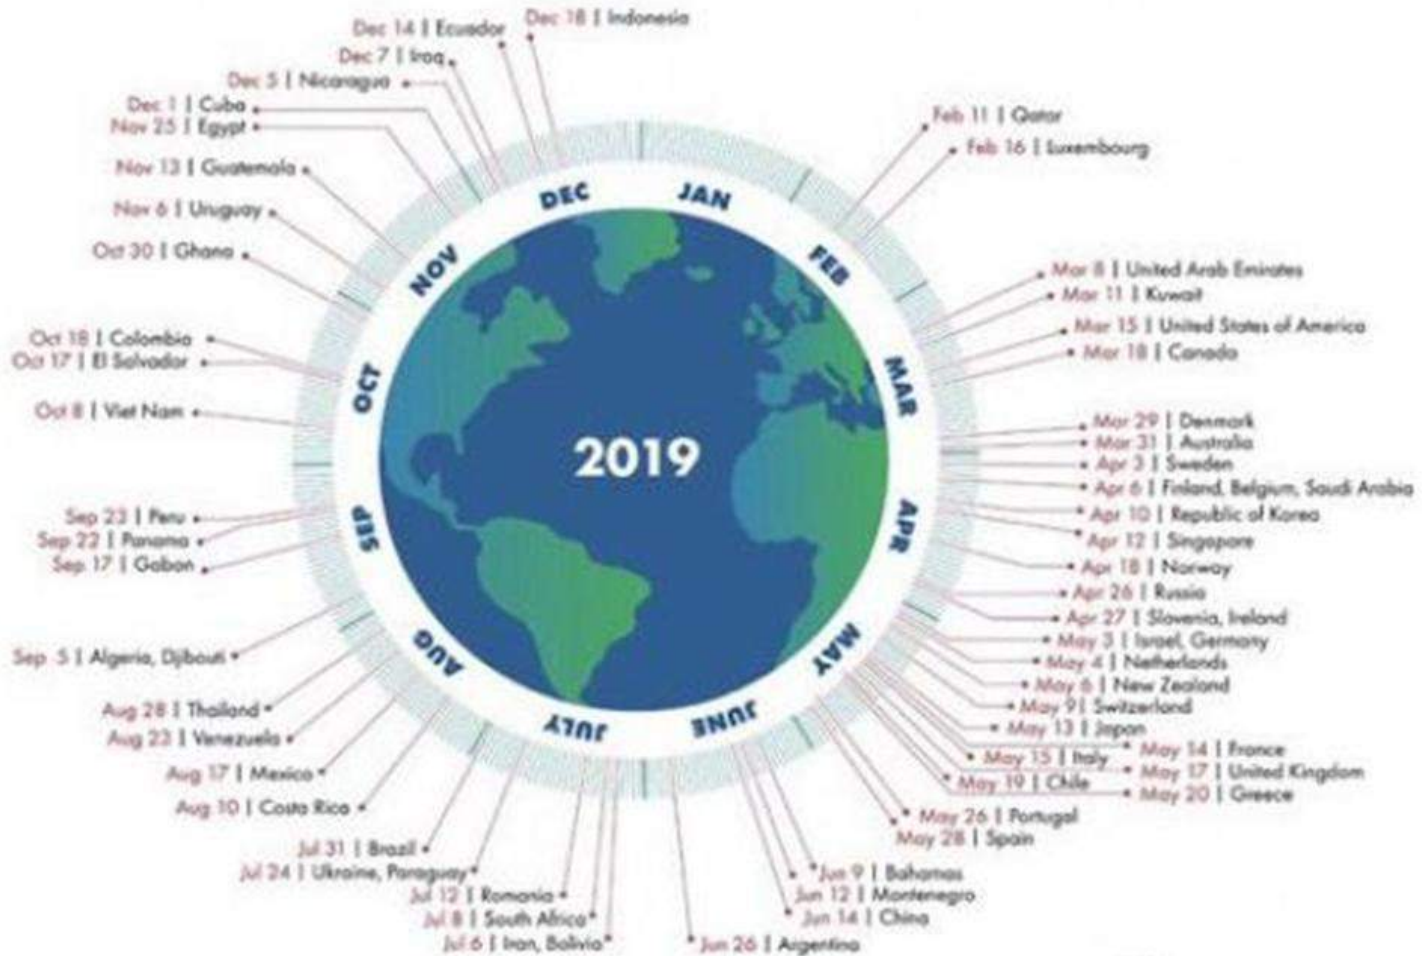 Dec 18 | Indonesia
Dec 14 | Ecuador
Dec 7 | Iraq
Dec 5 | Nicaragua
Dec 1 | Cuba
Nov 25 | Egypt
Nov 13 | Guatemala
Nov 6 | Uruguay
Oct 30 | Ghana
Oct 18 | Colombia
Oct 17 | El Salvador
Oct 8 | Viet Nam
Sep 23 | Peru
Sep 22 | Panama
Sep 17 | Gabon
Sep 5 | Algeria, Djibouti
Aug 28 | Thailand
Aug 23 | Venezuela
Aug 17 | Mexico
Aug 10 | Costa Rica
Jul 31 | Brazil
Jul 24 | Ukraine, Paraguay
Jul 12 | Romania
Jul 8 | South Africa
Jul 6 | Iran, Bolivia
JAN
FEB
MAR
APR
MAY
JUNE
JULY
AUG
SEP
OCT
NOV
DEC
2019
Feb 11 | Qatar
Feb 16 | Luxembourg
Mar 8 | United Arab Emirates
Mar 11 | Kuwait
Mar 15 | United States of America
Mar 18 | Canada
Mar 29 | Denmark
Mar 31 | Australia
Apr 3 | Sweden
Apr 6 | Finland, Belgium, Saudi Arabia
Apr 10 | Republic of Korea
Apr 12 | Singapore
Apr 18 | Norway
Apr 26 | Russia
Apr 27 | Slovenia, Ireland
May 3 | Israel, Germany
May 4 | Netherlands
May 6 | New Zealand
May 9 | Switzerland
May 13 | Japan
May 14 | France
May 15 | Italy
May 17 | United Kingdom
May 19 | Chile
May 20 | Greece
May 26 | Portugal
May 28 | Spain
Jun 9 | Bahamas
Jun 12 | Montenegro
Jun 14 | China
Jun 26 | Argentina